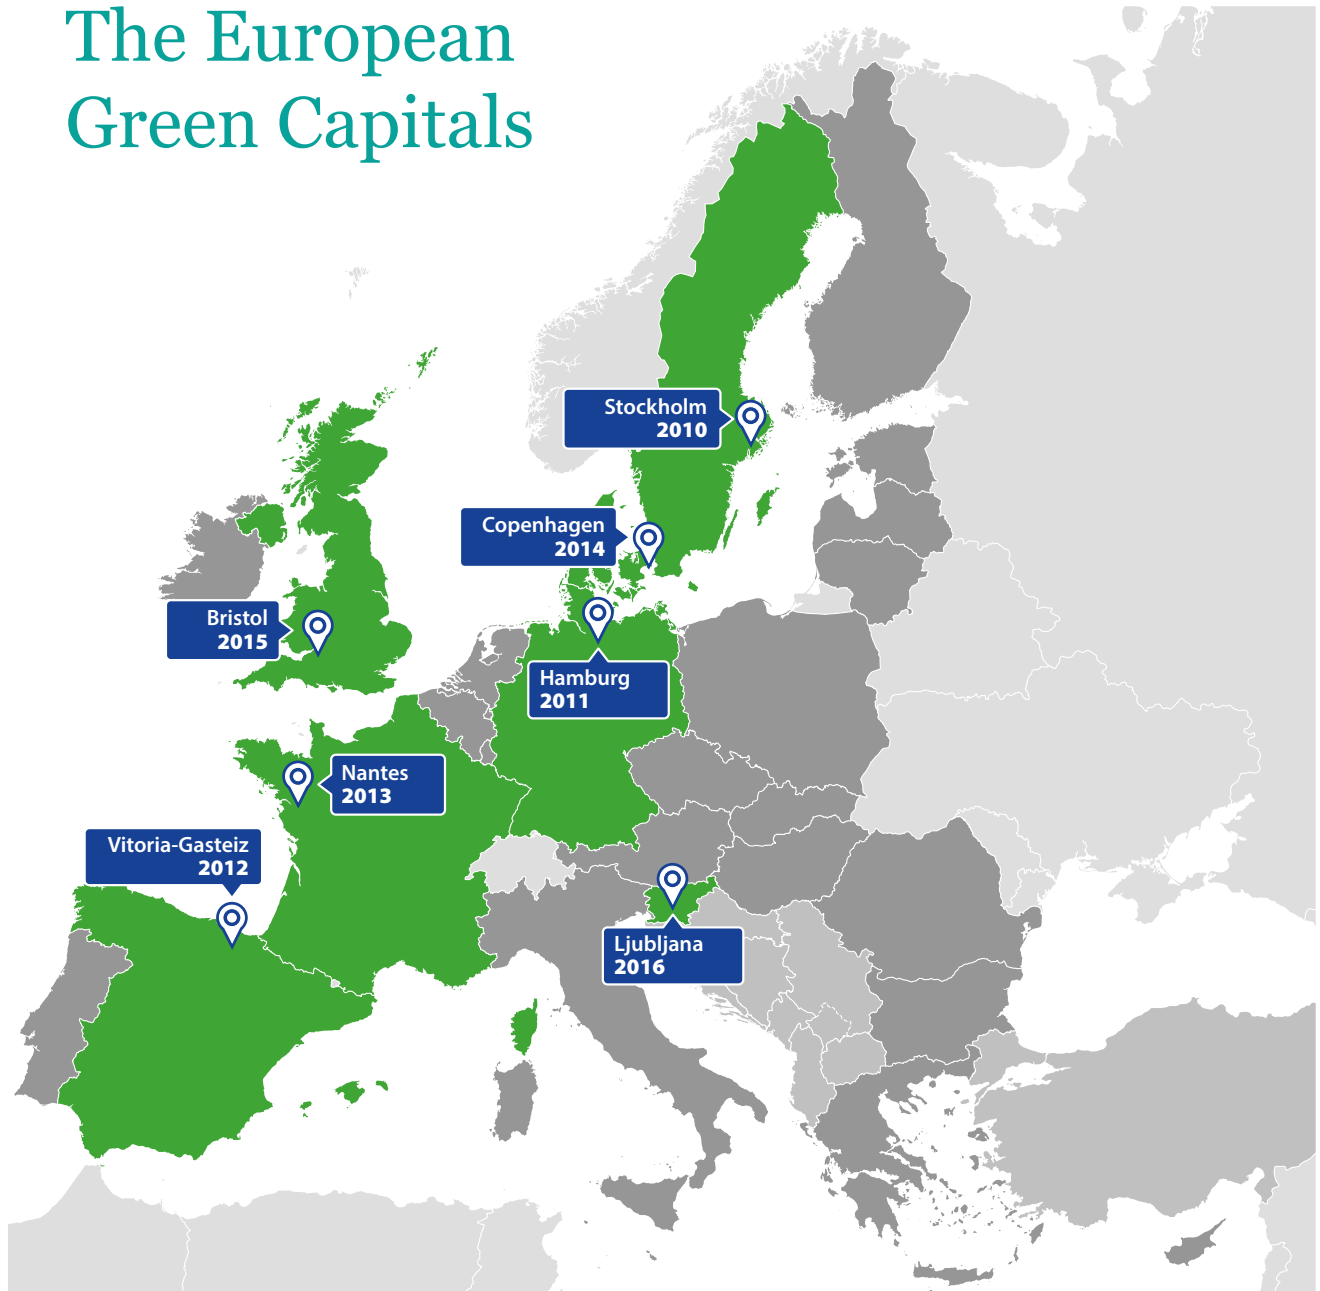 The European
Green Capitals
Stockholm
2010
Copenhagen
2014
Bristol
2015
Hamburg
2011
Nantes
2013
Vitoria-Gasteiz
2012
Ljubljana
2016